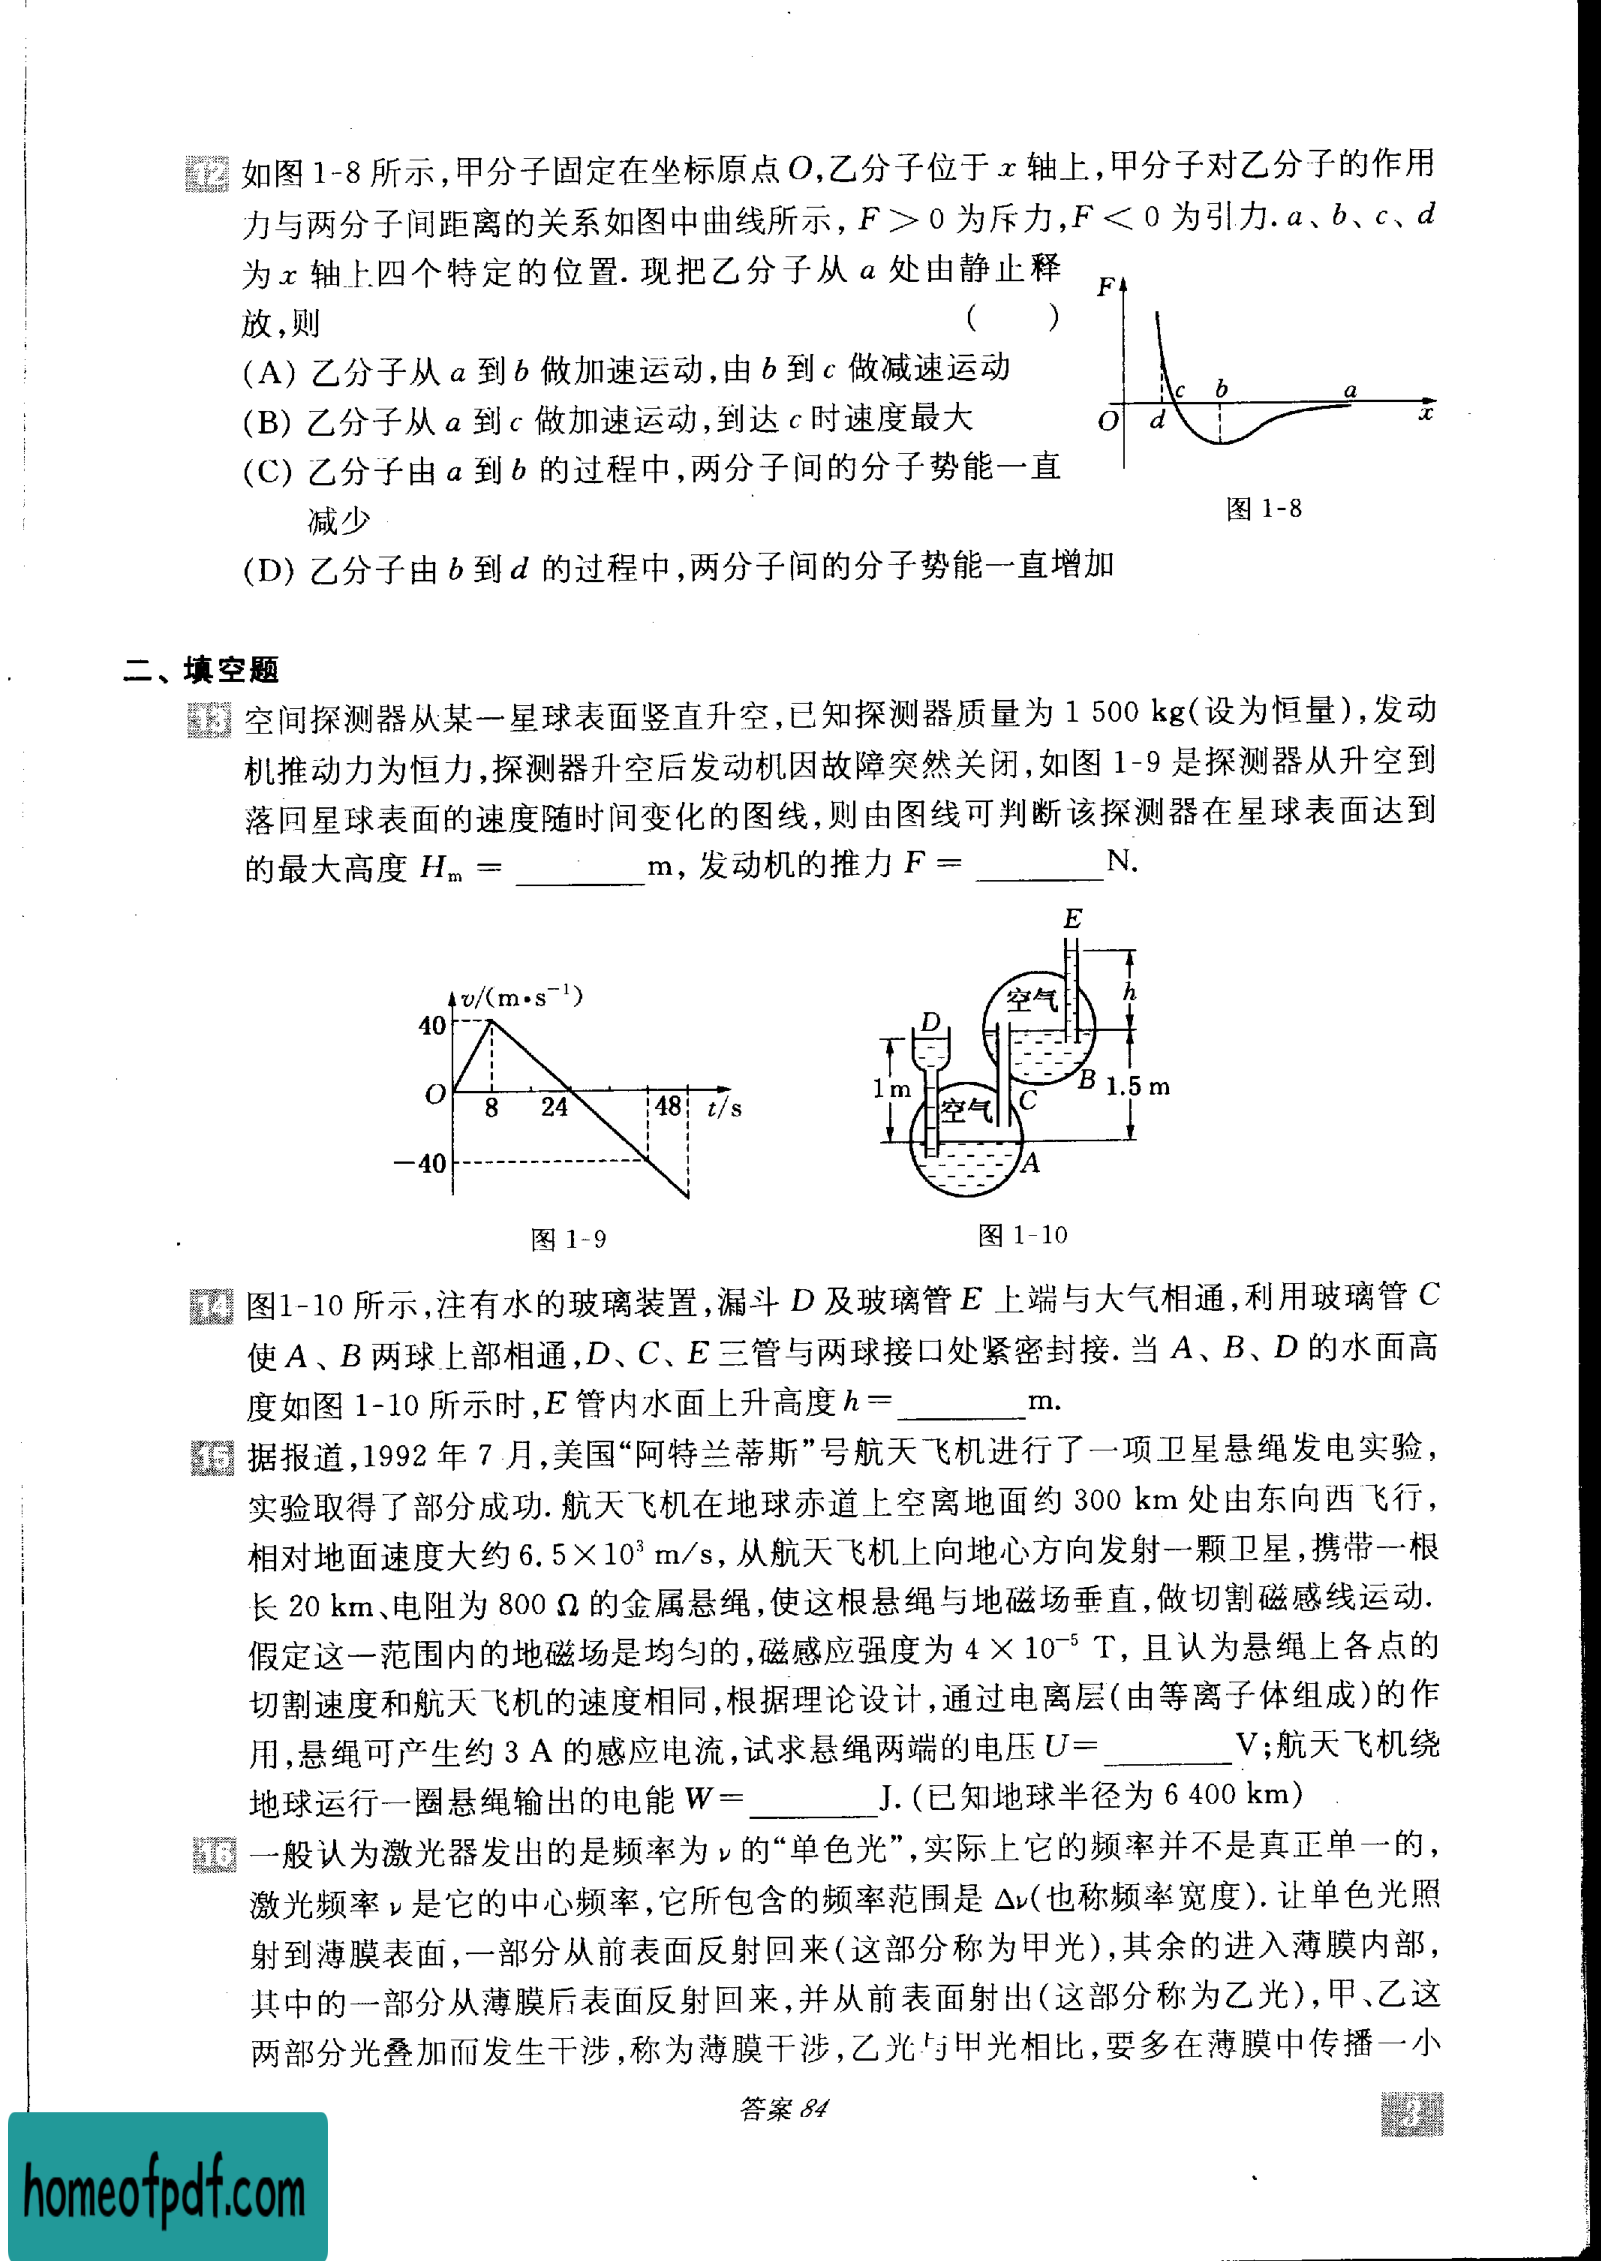 12 如图 1-8 所示,甲分子固定在坐标原点 O,乙分子位于 x 轴上,甲分子对乙分子的作用
力与两分子间距离的关系如图中曲线所示, F > 0 为斥力,F < 0 为引力. a、b、c、d
为 x 轴上四个特定的位置. 现把乙分子从 a 处由静止释
放,则 ( )
(A) 乙分子从 a 到 b 做加速运动,由 b 到 c 做减速运动
(B) 乙分子从 a 到 c 做加速运动,到达 c 时速度最大
(C) 乙分子由 a 到 b 的过程中,两分子间的分子势能一直
减少
(D) 乙分子由 b 到 d 的过程中,两分子间的分子势能一直增加
F
c b a
O d x
图 1-8
二、填空题
13 空间探测器从某一星球表面竖直升空,已知探测器质量为 1 500 kg(设为恒量),发动
机推动力为恒力,探测器升空后发动机因故障突然关闭,如图 1-9 是探测器从升空到
落回星球表面的速度随时间变化的图线,则由图线可判断该探测器在星球表面达到
的最大高度 Hm = ______ m, 发动机的推力 F = ______ N.
v/(m•s⁻¹)
40
O 8 24 48 t/s
−40
图 1-9
E
空气 h
D
1 m B 1.5 m
空气 C
A
图 1-10
14 图1-10 所示,注有水的玻璃装置,漏斗 D 及玻璃管 E 上端与大气相通,利用玻璃管 C
使 A、B 两球上部相通,D、C、E 三管与两球接口处紧密封接. 当 A、B、D 的水面高
度如图 1-10 所示时,E 管内水面上升高度 h = ______ m.
15 据报道,1992 年 7 月,美国“阿特兰蒂斯”号航天飞机进行了一项卫星悬绳发电实验,
实验取得了部分成功. 航天飞机在地球赤道上空离地面约 300 km 处由东向西飞行,
相对地面速度大约 6.5×10³ m/s, 从航天飞机上向地心方向发射一颗卫星,携带一根
长 20 km、电阻为 800 Ω 的金属悬绳,使这根悬绳与地磁场垂直,做切割磁感线运动.
假定这一范围内的地磁场是均匀的,磁感应强度为 4 × 10⁻⁵ T, 且认为悬绳上各点的
切割速度和航天飞机的速度相同,根据理论设计,通过电离层(由等离子体组成)的作
用,悬绳可产生约 3 A 的感应电流,试求悬绳两端的电压 U= ______ V;航天飞机绕
地球运行一圈悬绳输出的电能 W= ______ J. (已知地球半径为 6 400 km)
16 一般认为激光器发出的是频率为 ν 的“单色光”,实际上它的频率并不是真正单一的,
激光频率 ν 是它的中心频率,它所包含的频率范围是 Δν(也称频率宽度). 让单色光照
射到薄膜表面,一部分从前表面反射回来(这部分称为甲光),其余的进入薄膜内部,
其中的一部分从薄膜后表面反射回来,并从前表面射出(这部分称为乙光),甲、乙这
两部分光叠加而发生干涉,称为薄膜干涉,乙光与甲光相比,要多在薄膜中传播一小
答案 84
3
homeofpdf.com